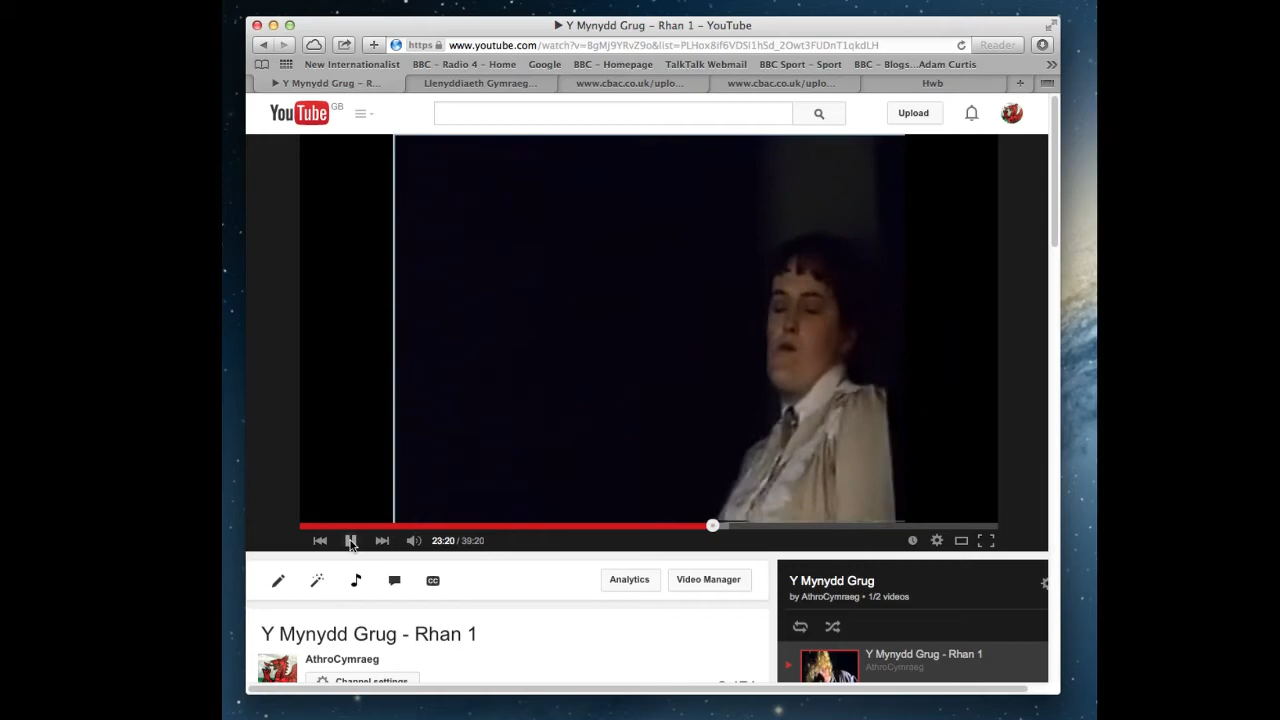 ▶ Y Mynydd Grug – Rhan 1 – YouTube
https www.youtube.com/watch?v=8gMJ9YRvZ9o&list=PLHox8if6VDSl1hSd_2Owt3FUDnT1qkdLH Reader
New Internationalist BBC – Radio 4 – Home Google BBC – Homepage TalkTalk Webmail BBC Sport – Sport BBC – Blogs...Adam Curtis
▶ Y Mynydd Grug – R... Llenyddiaeth Gymraeg... www.cbac.co.uk/uplo... www.cbac.co.uk/uplo... Hwb
YouTube GB Upload
23:20 / 39:20
CC Analytics Video Manager
Y Mynydd Grug
by AthroCymraeg • 1/2 videos
Y Mynydd Grug - Rhan 1
AthroCymraeg
Channel settings
Y Mynydd Grug - Rhan 1
AthroCymraeg